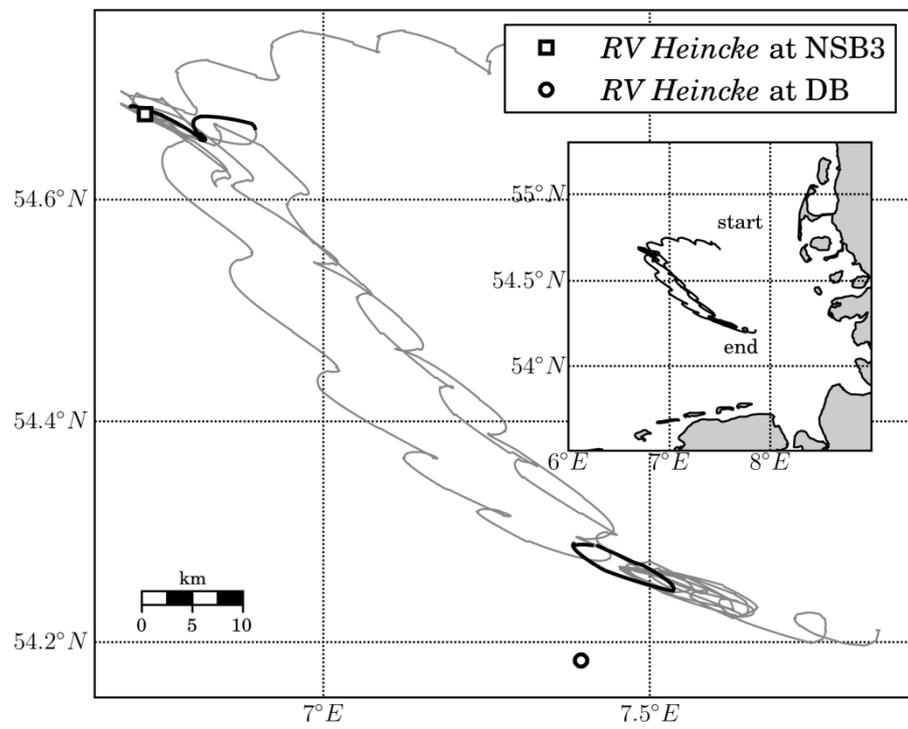 RV Heincke at NSB3
RV Heincke at DB
54.6°N
55°N
start
54.5°N
end
54°N
54.4°N
6°E
7°E
8°E
km
0
5
10
54.2°N
7°E
7.5°E